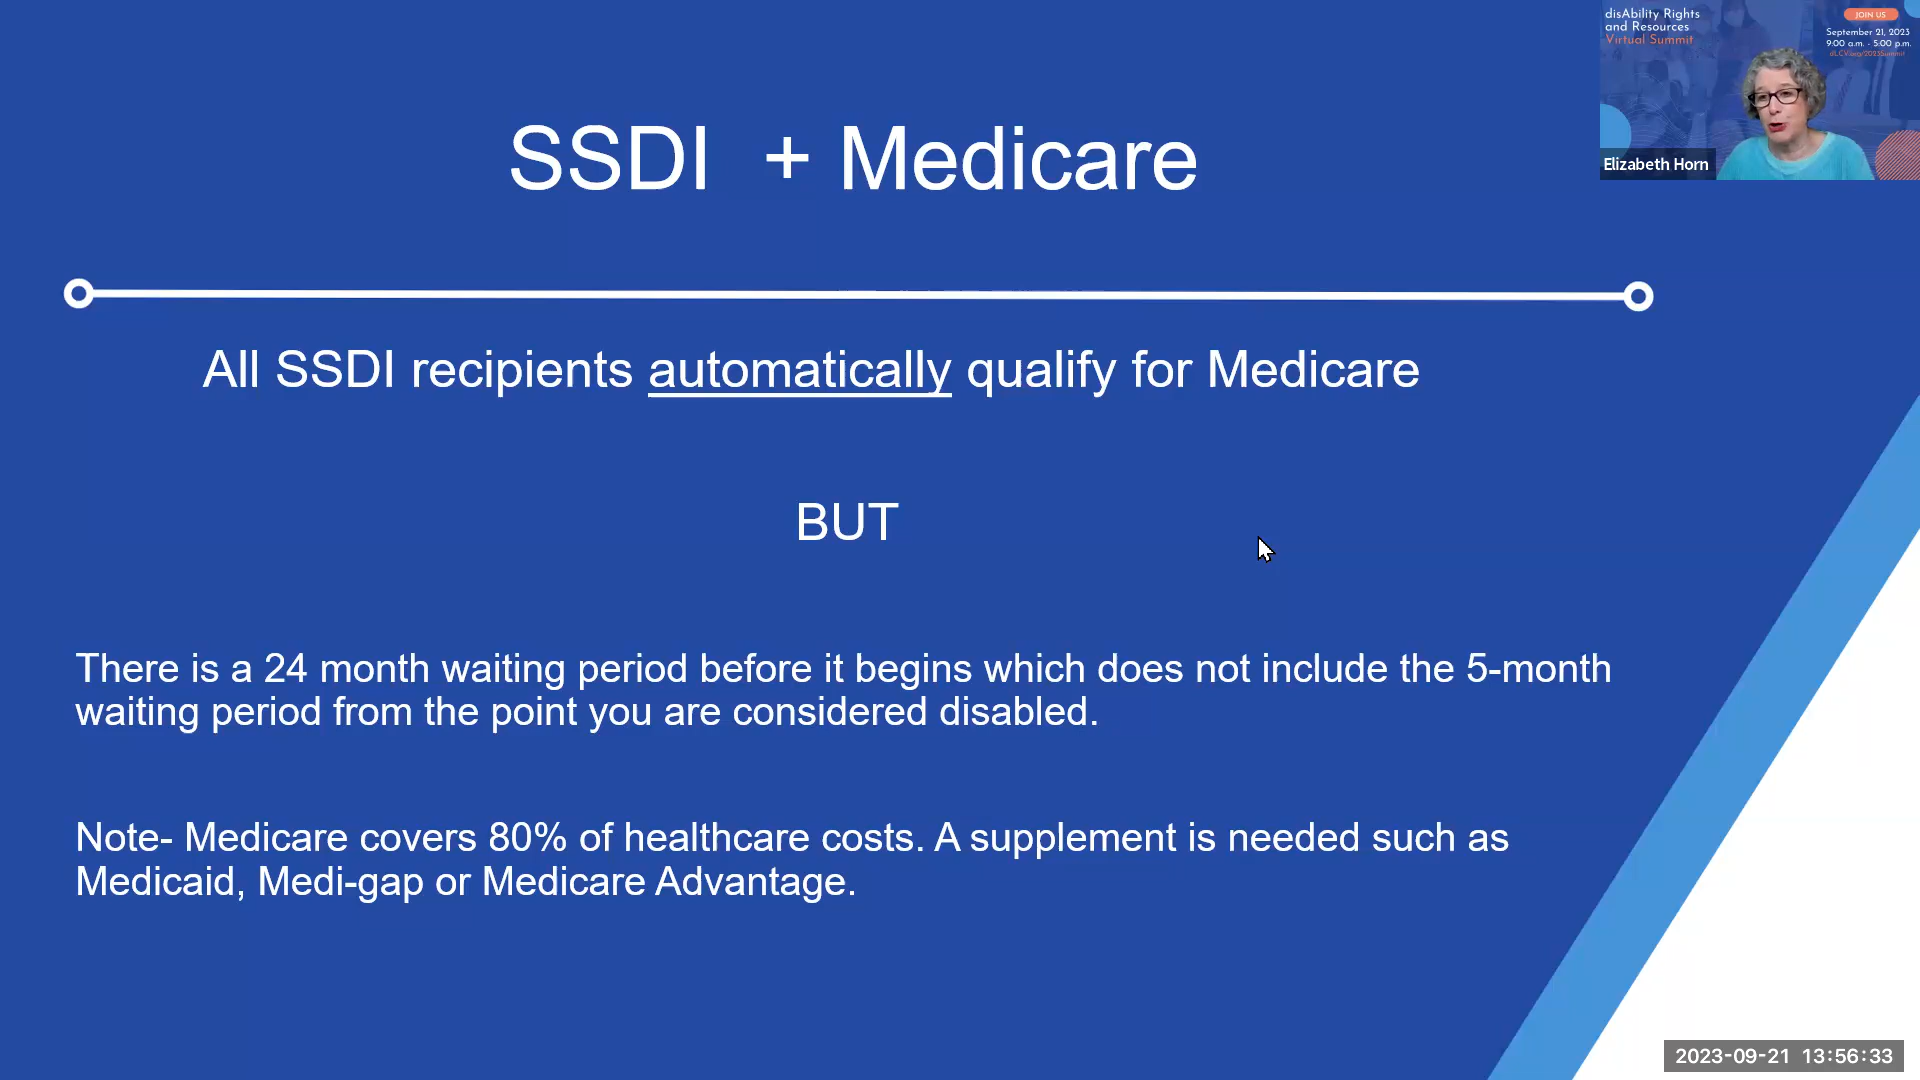 disAbility Rights
and Resources
Virtual Summit
JOIN US
September 21, 2023
9:00 a.m. - 5:00 p.m.
Elizabeth Horn
SSDI + Medicare
All SSDI recipients automatically qualify for Medicare
BUT
There is a 24 month waiting period before it begins which does not include the 5-month
waiting period from the point you are considered disabled.
Note- Medicare covers 80% of healthcare costs. A supplement is needed such as
Medicaid, Medi-gap or Medicare Advantage.
2023-09-21 13:56:33